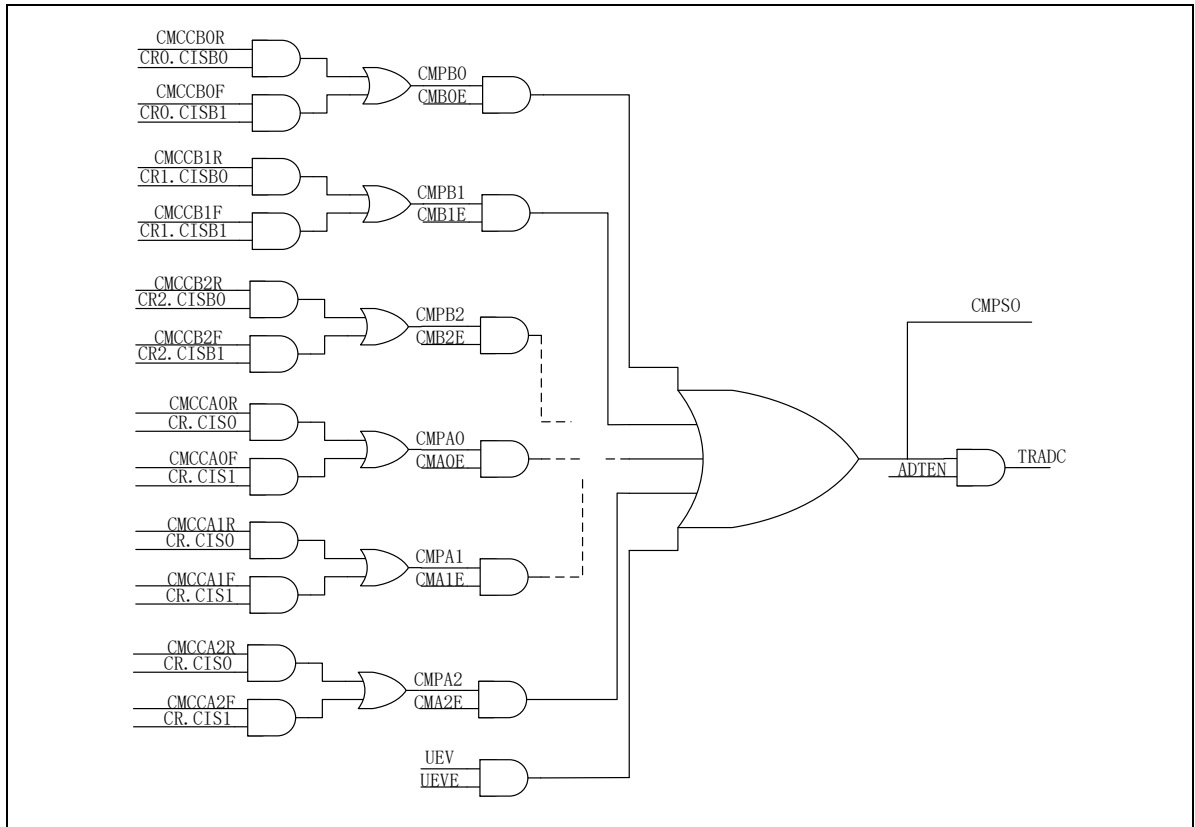 CMCCB0R
CR0.CISB0
CMCCB0F
CR0.CISB1
CMPB0
CMB0E
CMCCB1R
CR1.CISB0
CMCCB1F
CR1.CISB1
CMPB1
CMB1E
CMCCB2R
CR2.CISB0
CMCCB2F
CR2.CISB1
CMPB2
CMB2E
CMCCA0R
CR.CIS0
CMCCA0F
CR.CIS1
CMPA0
CMA0E
CMCCA1R
CR.CIS0
CMCCA1F
CR.CIS1
CMPA1
CMA1E
CMCCA2R
CR.CIS0
CMCCA2F
CR.CIS1
CMPA2
CMA2E
UEV
UEVE
CMPSO
ADTEN
TRADC